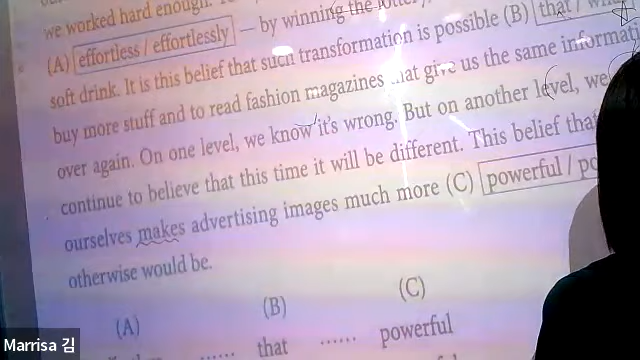 we worked hard enough.
(A) effortless / effortlessly — by winning the lottery,
soft drink. It is this belief that such transformation is possible (B) that /
buy more stuff and to read fashion magazines that give us the same
over again. On one level, we know it's wrong. But on another level, we
continue to believe that this time it will be different. This belief that
ourselves makes advertising images much more (C) powerful /
otherwise would be.
(A) (B) (C)
...... that ...... powerful
Marrisa 김